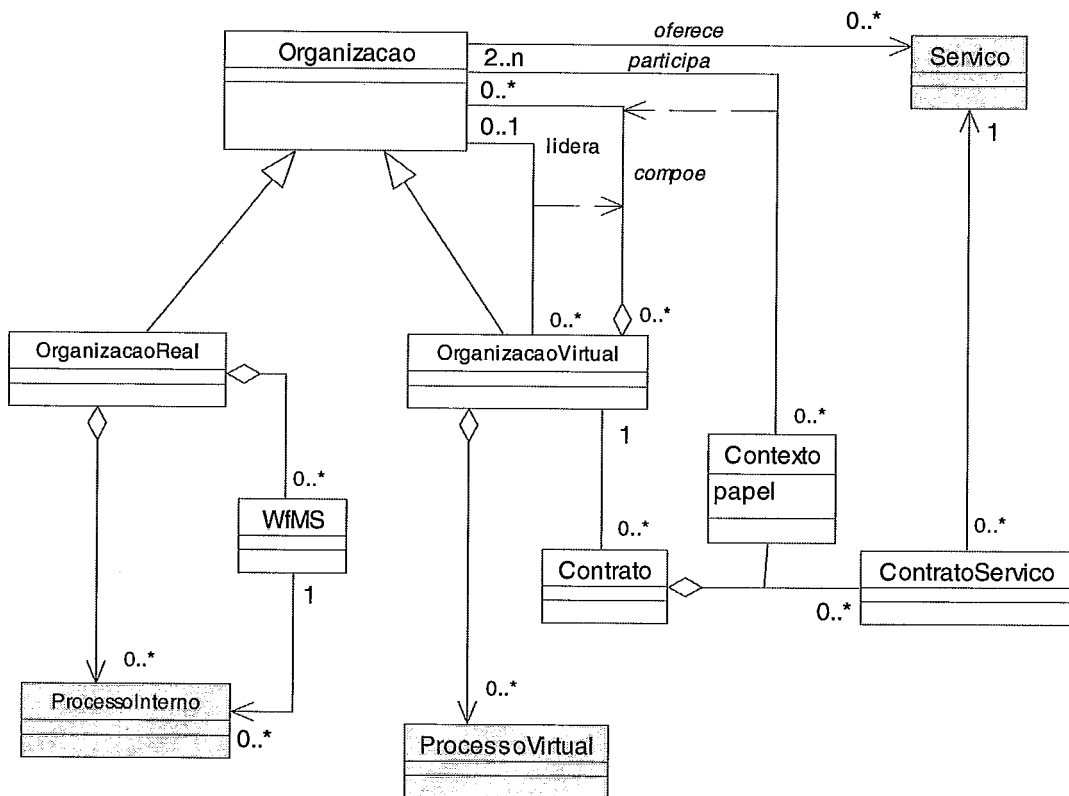 oferece
0..*
Organizacao
Servico
2..n
participa
0..*
0..1
lidera
1
compoe
0..*
0..*
OrganizacaoReal
OrganizacaoVirtual
1
0..*
Contexto
papel
0..*
WfMS
0..*
0..*
Contrato
ContratoServico
1
0..*
0..*
ProcessoInterno
0..*
0..*
ProcessoVirtual